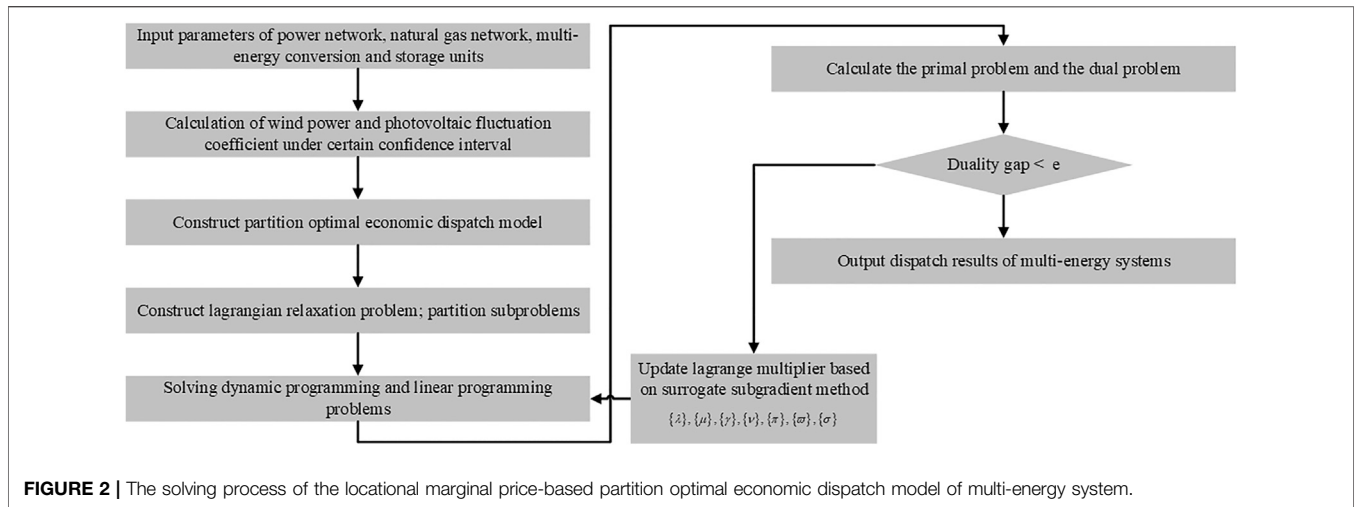 Input parameters of power network, natural gas network, multi-
energy conversion and storage units
Calculation of wind power and photovoltaic fluctuation
coefficient under certain confidence interval
Construct partition optimal economic dispatch model
Construct lagrangian relaxation problem; partition subproblems
Solving dynamic programming and linear programming
problems
Calculate the primal problem and the dual problem
Duality gap < e
Output dispatch results of multi-energy systems
Update lagrange multiplier based
on surrogate subgradient method
{λ},{μ},{γ},{ν},{π},{ϖ},{σ}
FIGURE 2 | The solving process of the locational marginal price-based partition optimal economic dispatch model of multi-energy system.